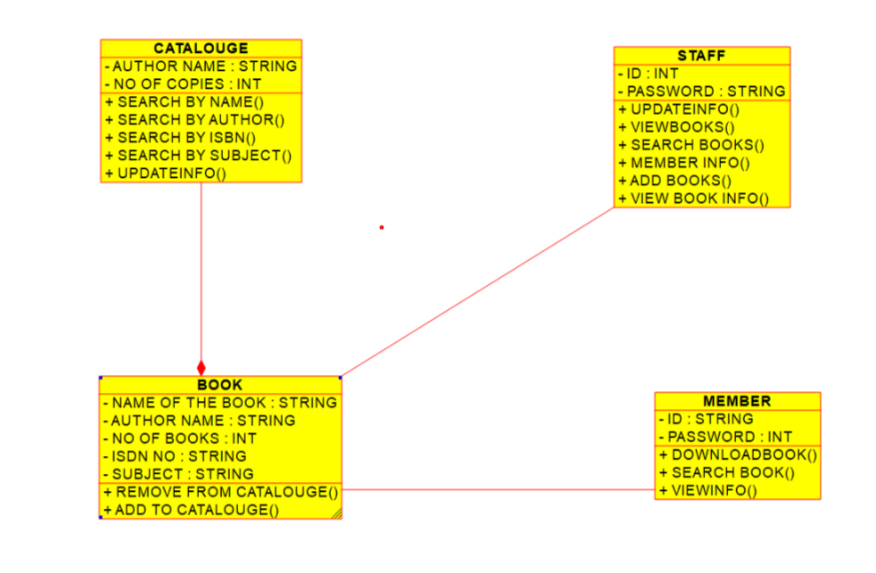 CATALOUGE
- AUTHOR NAME : STRING
- NO OF COPIES : INT
+ SEARCH BY NAME()
+ SEARCH BY AUTHOR()
+ SEARCH BY ISBN()
+ SEARCH BY SUBJECT()
+ UPDATEINFO()
STAFF
- ID : INT
- PASSWORD : STRING
+ UPDATEINFO()
+ VIEWBOOKS()
+ SEARCH BOOKS()
+ MEMBER INFO()
+ ADD BOOKS()
+ VIEW BOOK INFO()
BOOK
- NAME OF THE BOOK : STRING
- AUTHOR NAME : STRING
- NO OF BOOKS : INT
- ISDN NO : STRING
- SUBJECT : STRING
+ REMOVE FROM CATALOUGE()
+ ADD TO CATALOUGE()
MEMBER
- ID : STRING
- PASSWORD : INT
+ DOWNLOADBOOK()
+ SEARCH BOOK()
+ VIEWINFO()